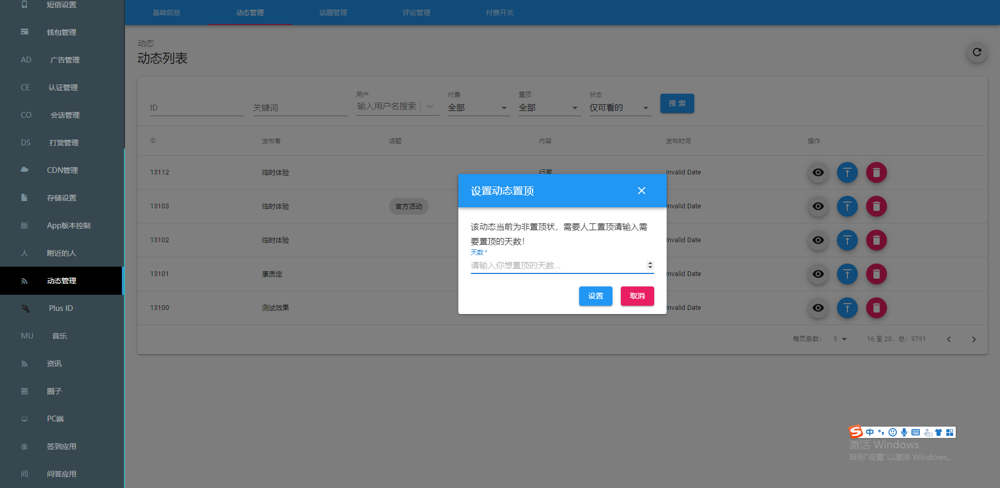 短信设置
钱包管理
AD 广告管理
CE 认证管理
CO 会话管理
DS 打赏管理
CDN管理
存储设置
版 App版本控制
人 附近的人
动态管理
Plus ID
MU 音乐
资讯
圈 圈子
PC端
签到应用
问 问答应用
基础信息 动态管理 话题管理 评论管理 付费开关
动态
动态列表
用户 付费 置顶 状态
ID 关键词 输入用户名搜索 全部 全部 仅可看的 搜 索
ID 发布者 话题 内容 发布时间 操作
13112 临时体验 行家 Invalid Date
13103 临时体验 官方活动 Invalid Date
13102 临时体验 Invalid Date
13101 康质定 Invalid Date
13100 测试效果 Invalid Date
每页条数： 5 16 至 20，总：9791
设置动态置顶
该动态当前为非置顶状，需要人工置顶请输入需
要置顶的天数！
天数 *
请输入你想置顶的天数...
设置 取消
S 中
激活 Windows
转到"设置"以激活 Windows。